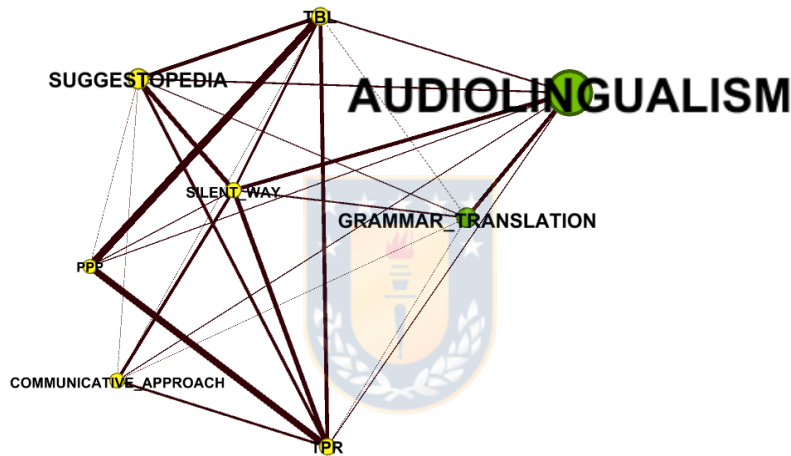 TBL
SUGGESTOPEDIA
AUDIOLINGUALISM
SILENT_WAY
GRAMMAR_TRANSLATION
PPP
COMMUNICATIVE_APPROACH
TPR